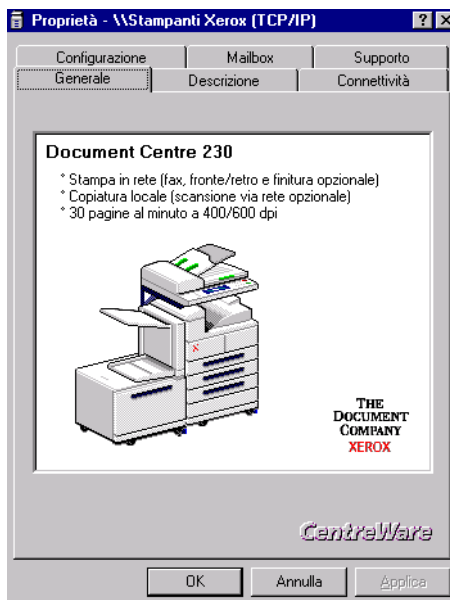 Proprietà - \\Stampanti Xerox (TCP/IP)
Configurazione Mailbox Supporto
Generale Descrizione Connettività
Document Centre 230
* Stampa in rete (fax, fronte/retro e finitura opzionale)
* Copiatura locale (scansione via rete opzionale)
* 30 pagine al minuto a 400/600 dpi
X
THE
DOCUMENT
COMPANY
XEROX
CentreWare
OK Annulla Applica